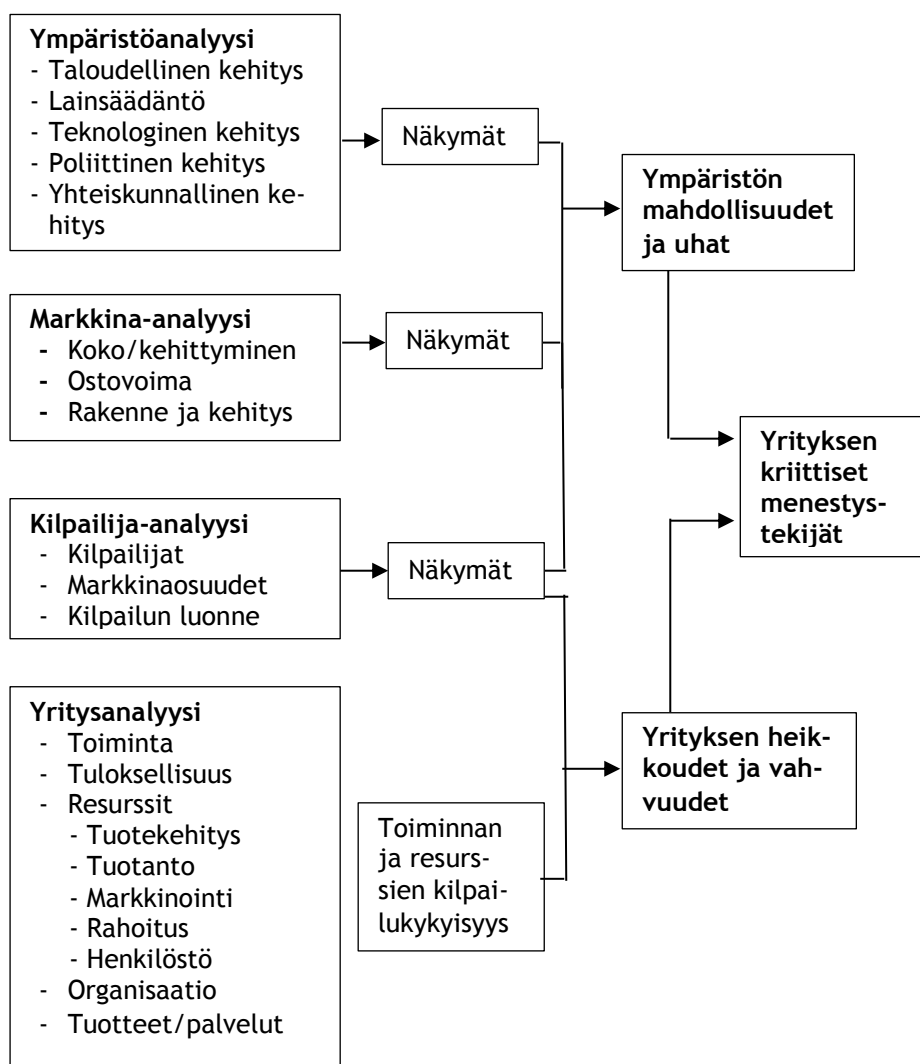 Ympäristöanalyysi
- Taloudellinen kehitys
- Lainsäädäntö
- Teknologinen kehitys
- Poliittinen kehitys
- Yhteiskunnallinen ke-
hitys
Näkymät
Ympäristön
mahdollisuudet
ja uhat
Markkina-analyysi
- Koko/kehittyminen
- Ostovoima
- Rakenne ja kehitys
Näkymät
Yrityksen
kriittiset
menestys-
tekijät
Kilpailija-analyysi
- Kilpailijat
- Markkinaosuudet
- Kilpailun luonne
Näkymät
Yritysanalyysi
- Toiminta
- Tuloksellisuus
- Resurssit
- Tuotekehitys
- Tuotanto
- Markkinointi
- Rahoitus
- Henkilöstö
- Organisaatio
- Tuotteet/palvelut
Toiminnan
ja resurs-
sien kilpai-
lukykyisyys
Yrityksen heik-
koudet ja vah-
vuudet